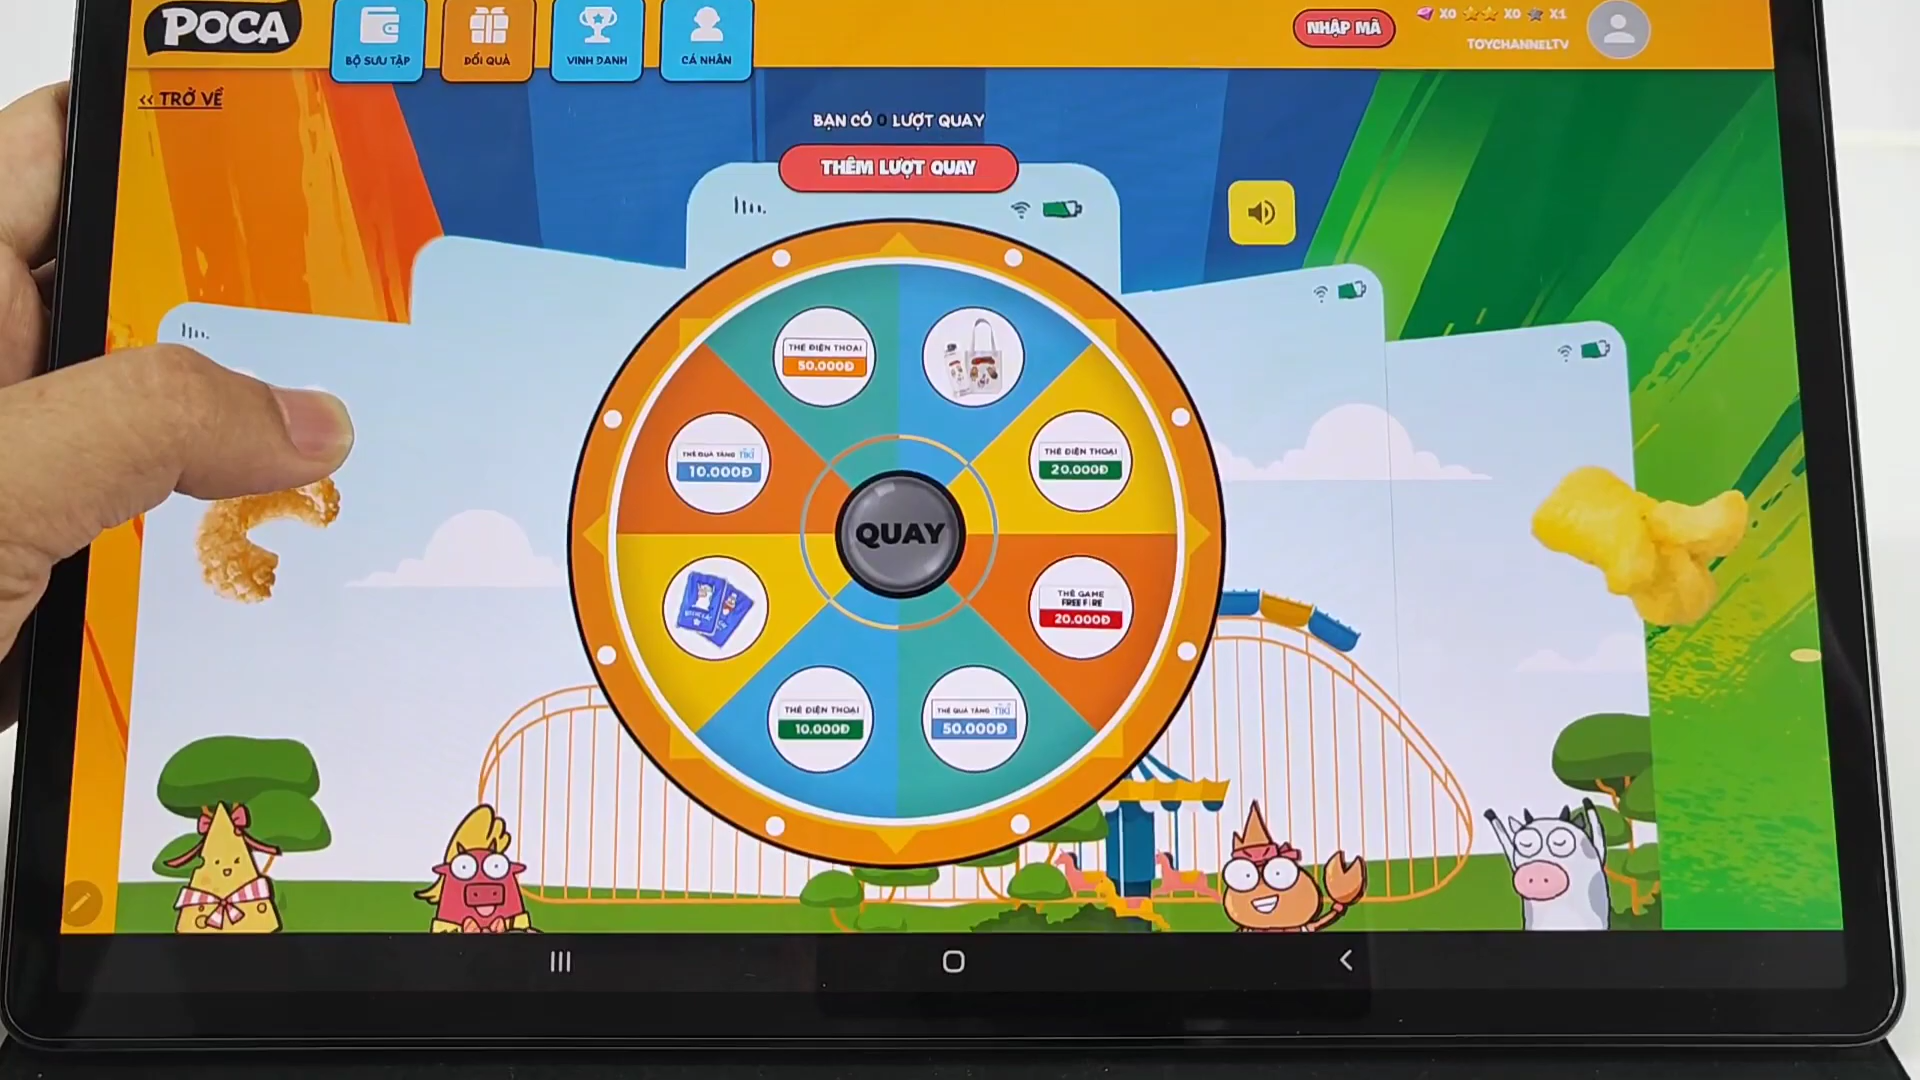 POCA
BỘ SƯU TẬP
ĐỔI QUÀ
VINH DANH
CÁ NHÂN
NHẬP MÃ
X0 X0 X1
TOYCHANNELTV
<< TRỞ VỀ
BẠN CÓ 0 LƯỢT QUAY
THÊM LƯỢT QUAY
THẺ ĐIỆN THOẠI
50.000Đ
THẺ QUÀ TẶNG TIKI
10.000Đ
THẺ ĐIỆN THOẠI
20.000Đ
QUAY
THẺ GAME
FREE FIRE
20.000Đ
THẺ ĐIỆN THOẠI
10.000Đ
THẺ QUÀ TẶNG TIKI
50.000Đ